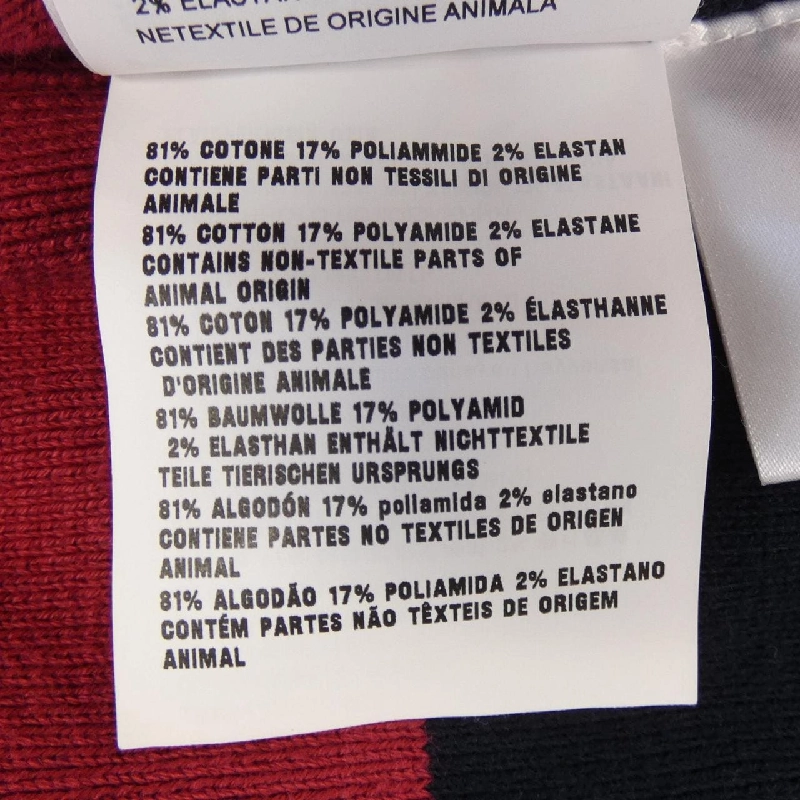 2% ELASTAN
NETEXTILE DE ORIGINE ANIMALA
81% COTONE 17% POLIAMMIDE 2% ELASTAN
CONTIENE PARTI NON TESSILI DI ORIGINE
ANIMALE
81% COTTON 17% POLYAMIDE 2% ELASTANE
CONTAINS NON-TEXTILE PARTS OF
ANIMAL ORIGIN
81% COTON 17% POLYAMIDE 2% ÉLASTHANNE
CONTIENT DES PARTIES NON TEXTILES
D'ORIGINE ANIMALE
81% BAUMWOLLE 17% POLYAMID
2% ELASTHAN ENTHÄLT NICHTTEXTILE
TEILE TIERISCHEN URSPRUNGS
81% ALGODÓN 17% poliamida 2% elastano
CONTIENE PARTES NO TEXTILES DE ORIGEN
ANIMAL
81% ALGODÃO 17% POLIAMIDA 2% ELASTANO
CONTÉM PARTES NÃO TÊXTEIS DE ORIGEM
ANIMAL